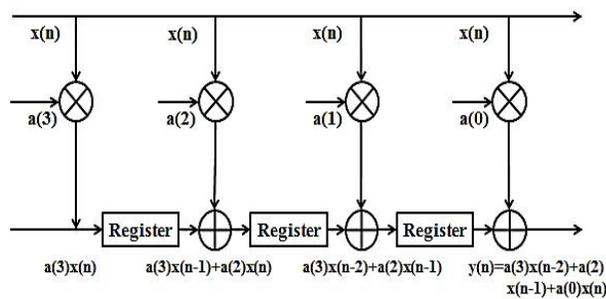 x(n) x(n) x(n) x(n)
a(3) a(2) a(1) a(0)
Register Register Register
a(3)x(n) a(3)x(n-1)+a(2)x(n) a(3)x(n-2)+a(2)x(n-1) y(n)=a(3)x(n-2)+a(2)
x(n-1)+a(0)x(n)